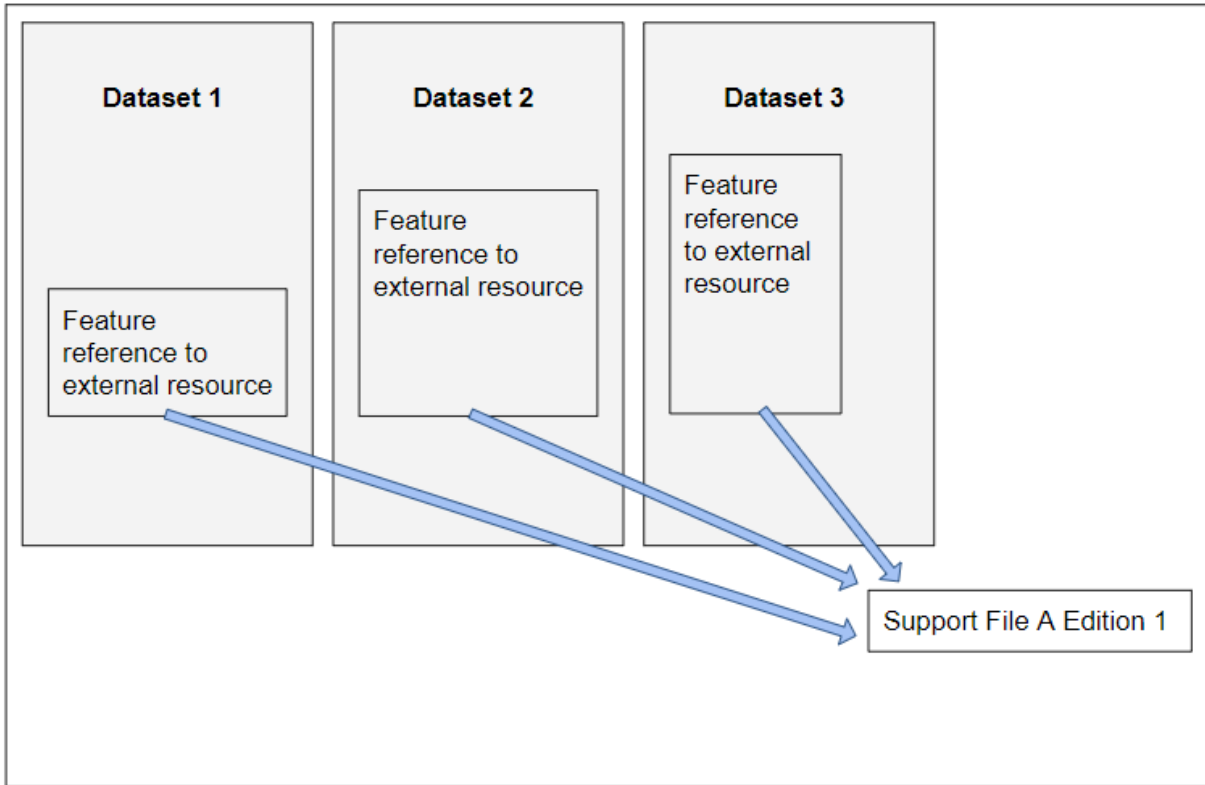 Dataset 1
Dataset 2
Dataset 3
Feature
reference to
external resource
Feature
reference to
external resource
Feature
reference
to external
resource
Support File A Edition 1